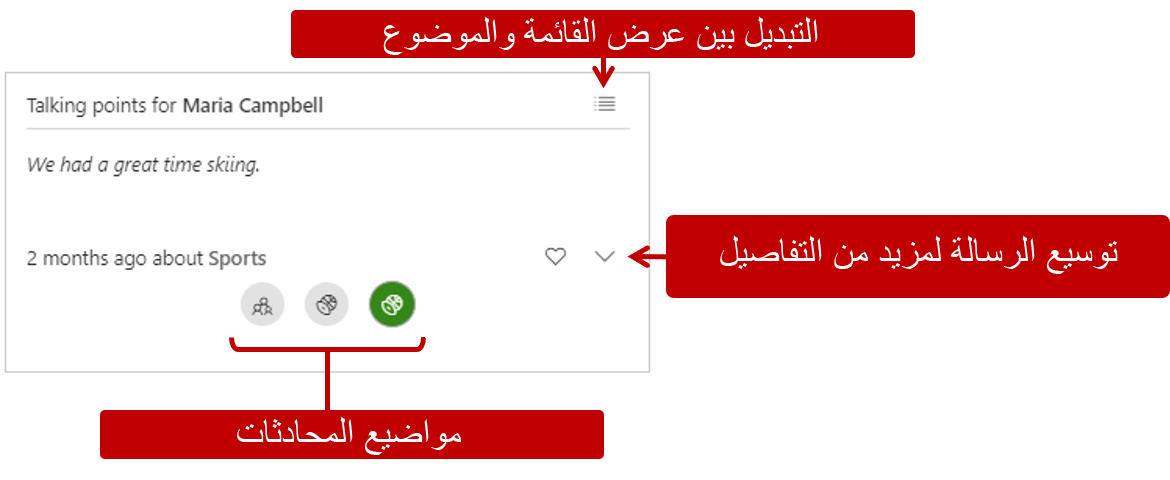 التبديل بين عرض القائمة والموضوع
Talking points for Maria Campbell
We had a great time skiing.
توسيع الرسالة لمزيد من التفاصيل
2 months ago about Sports
مواضيع المحادثات